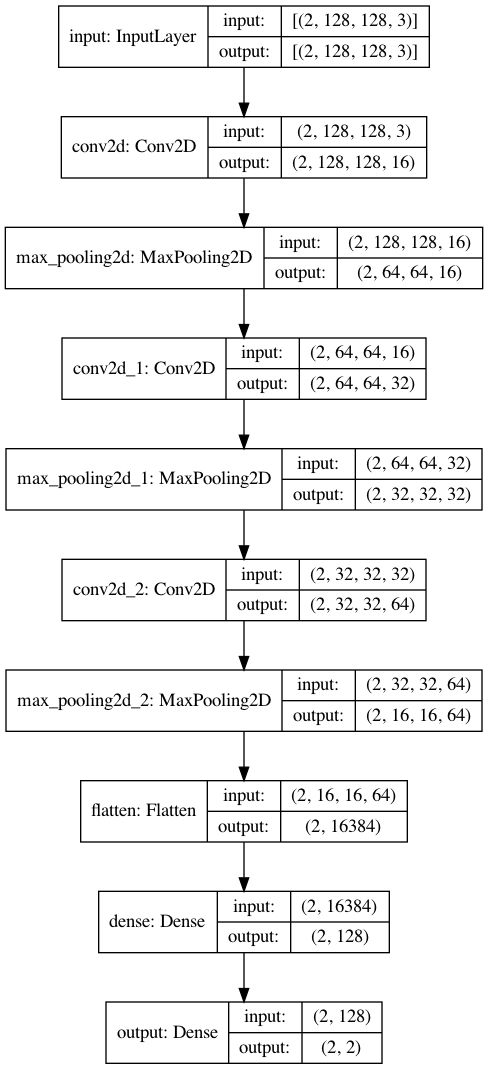 input: InputLayer
input: [(2, 128, 128, 3)]
output: [(2, 128, 128, 3)]
conv2d: Conv2D
input: (2, 128, 128, 3)
output: (2, 128, 128, 16)
max_pooling2d: MaxPooling2D
input: (2, 128, 128, 16)
output: (2, 64, 64, 16)
conv2d_1: Conv2D
input: (2, 64, 64, 16)
output: (2, 64, 64, 32)
max_pooling2d_1: MaxPooling2D
input: (2, 64, 64, 32)
output: (2, 32, 32, 32)
conv2d_2: Conv2D
input: (2, 32, 32, 32)
output: (2, 32, 32, 64)
max_pooling2d_2: MaxPooling2D
input: (2, 32, 32, 64)
output: (2, 16, 16, 64)
flatten: Flatten
input: (2, 16, 16, 64)
output: (2, 16384)
dense: Dense
input: (2, 16384)
output: (2, 128)
output: Dense
input: (2, 128)
output: (2, 2)